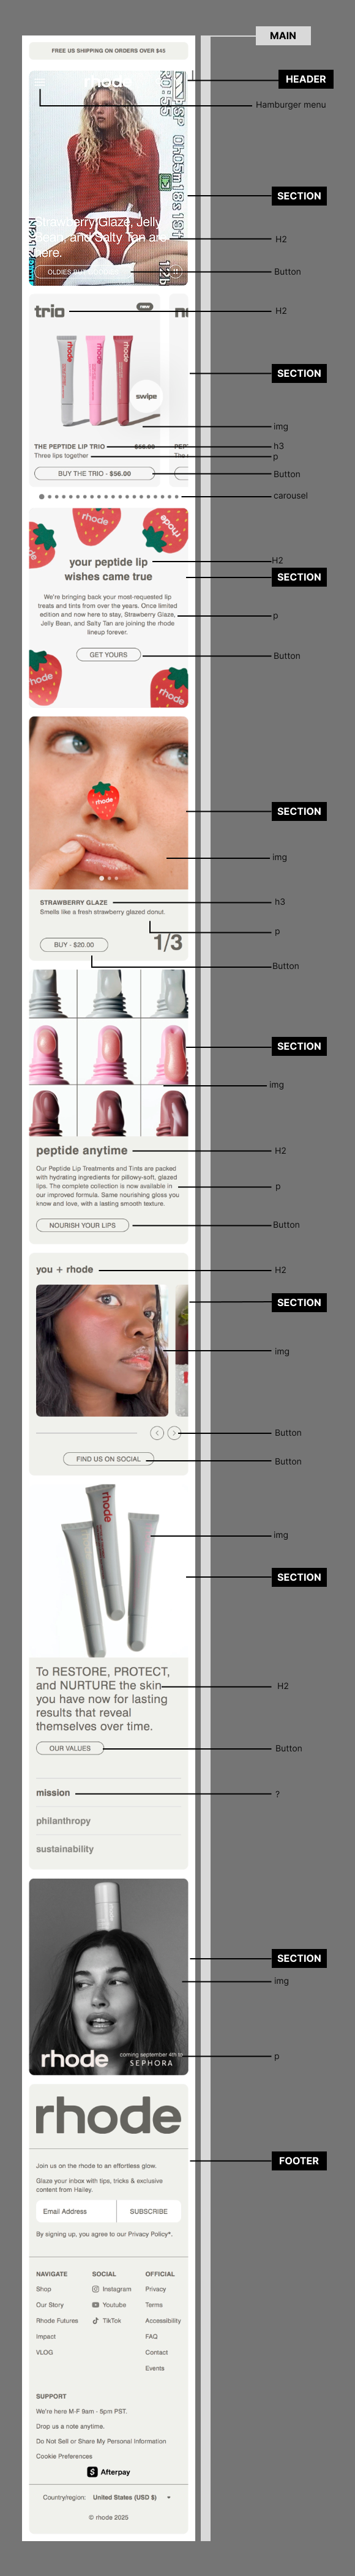 MAIN
FREE US SHIPPING ON ORDERS OVER $45
HEADER
rhode
Hamburger menu
SECTION
Strawberry Glaze, Jelly
Bean, and Salty Tan are
here.
H2
Button
trio
new
H2
SECTION
rhode
rhode
rhode
swipe
img
THE PEPTIDE LIP TRIO
$56.00
PEP
h3
Three lips together
p
BUY THE TRIO - $56.00
Button
carousel
rhode
rhode
your peptide lip
wishes came true
H2
SECTION
We're bringing back your most-requested lip
treats and tints from over the years. Once limited
edition and now here to stay, Strawberry Glaze,
Jelly Bean, and Salty Tan are joining the rhode
lineup forever.
p
GET YOURS
Button
rhode
rhode
rhode
SECTION
img
STRAWBERRY GLAZE
h3
Smells like a fresh strawberry glazed donut.
p
BUY - $20.00
1/3
Button
SECTION
img
peptide anytime
H2
Our Peptide Lip Treatments and Tints are packed
with hydrating ingredients for pillowy-soft, glazed
lips. The complete collection is now available in
our improved formula. Same nourishing glow you
know and love, with a lasting smooth texture.
p
NOURISH YOUR LIPS
Button
you + rhode
H2
SECTION
img
Button
FIND US ON SOCIAL
Button
rhode
img
SECTION
To RESTORE, PROTECT,
and NURTURE the skin
you have now for lasting
results that reveal
themselves over time.
H2
OUR VALUES
Button
mission
?
philanthropy
sustainability
SECTION
img
rhode
coming september 4th to
SEPHORA
p
rhode
FOOTER
Join us on the rhode to an effortless glow.
Glaze your inbox with tips, tricks & exclusive
content from Hailey.
Email Address
SUBSCRIBE
By signing up, you agree to our Privacy Policy*.
NAVIGATE
SOCIAL
OFFICIAL
Shop
Instagram
Privacy
Our Story
Youtube
Terms
Rhode Futures
TikTok
Accessibility
Impact
FAQ
VLOG
Contact
Events
SUPPORT
We're here M-F 9am - 5pm PST.
Drop us a note anytime.
Do Not Sell or Share My Personal Information
Cookie Preferences
Afterpay
Country/region:
United States (USD $)
© rhode 2025